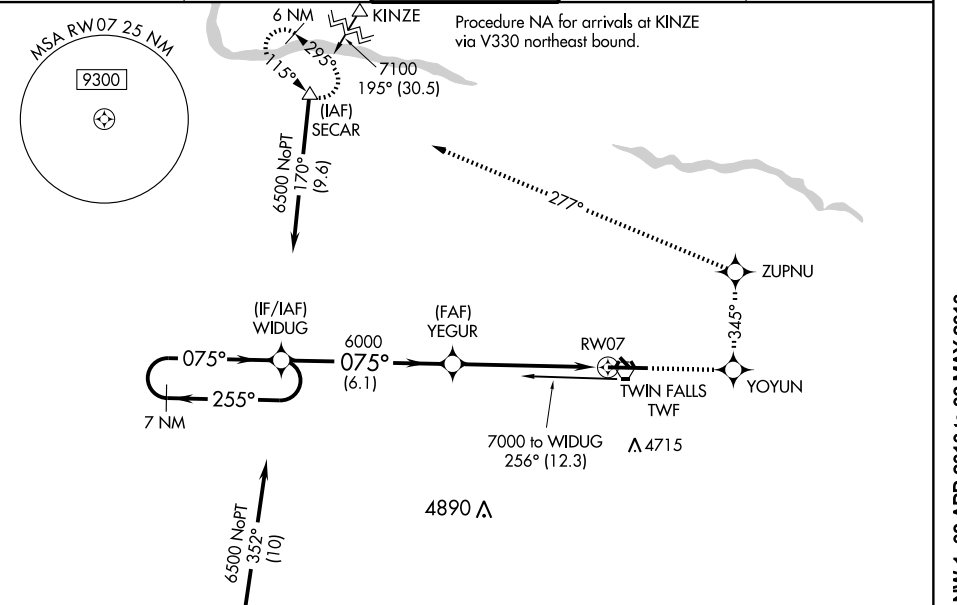 MSA RW07 25 NM
9300
6 NM
KINZE
Procedure NA for arrivals at KINZE
via V330 northeast bound.
295°
115°
7100
195° (30.5)
(IAF)
SECAR
6500 NoPT
170°
(9.6)
277°
ZUPNU
345°
(IF/IAF)
WIDUG
(FAF)
YEGUR
6000
075°
(6.1)
RW07
075°
255°
7 NM
YOYUN
TWIN FALLS
TWF
7000 to WIDUG
256° (12.3)
4715
4890
6500 NoPT
352°
(10)